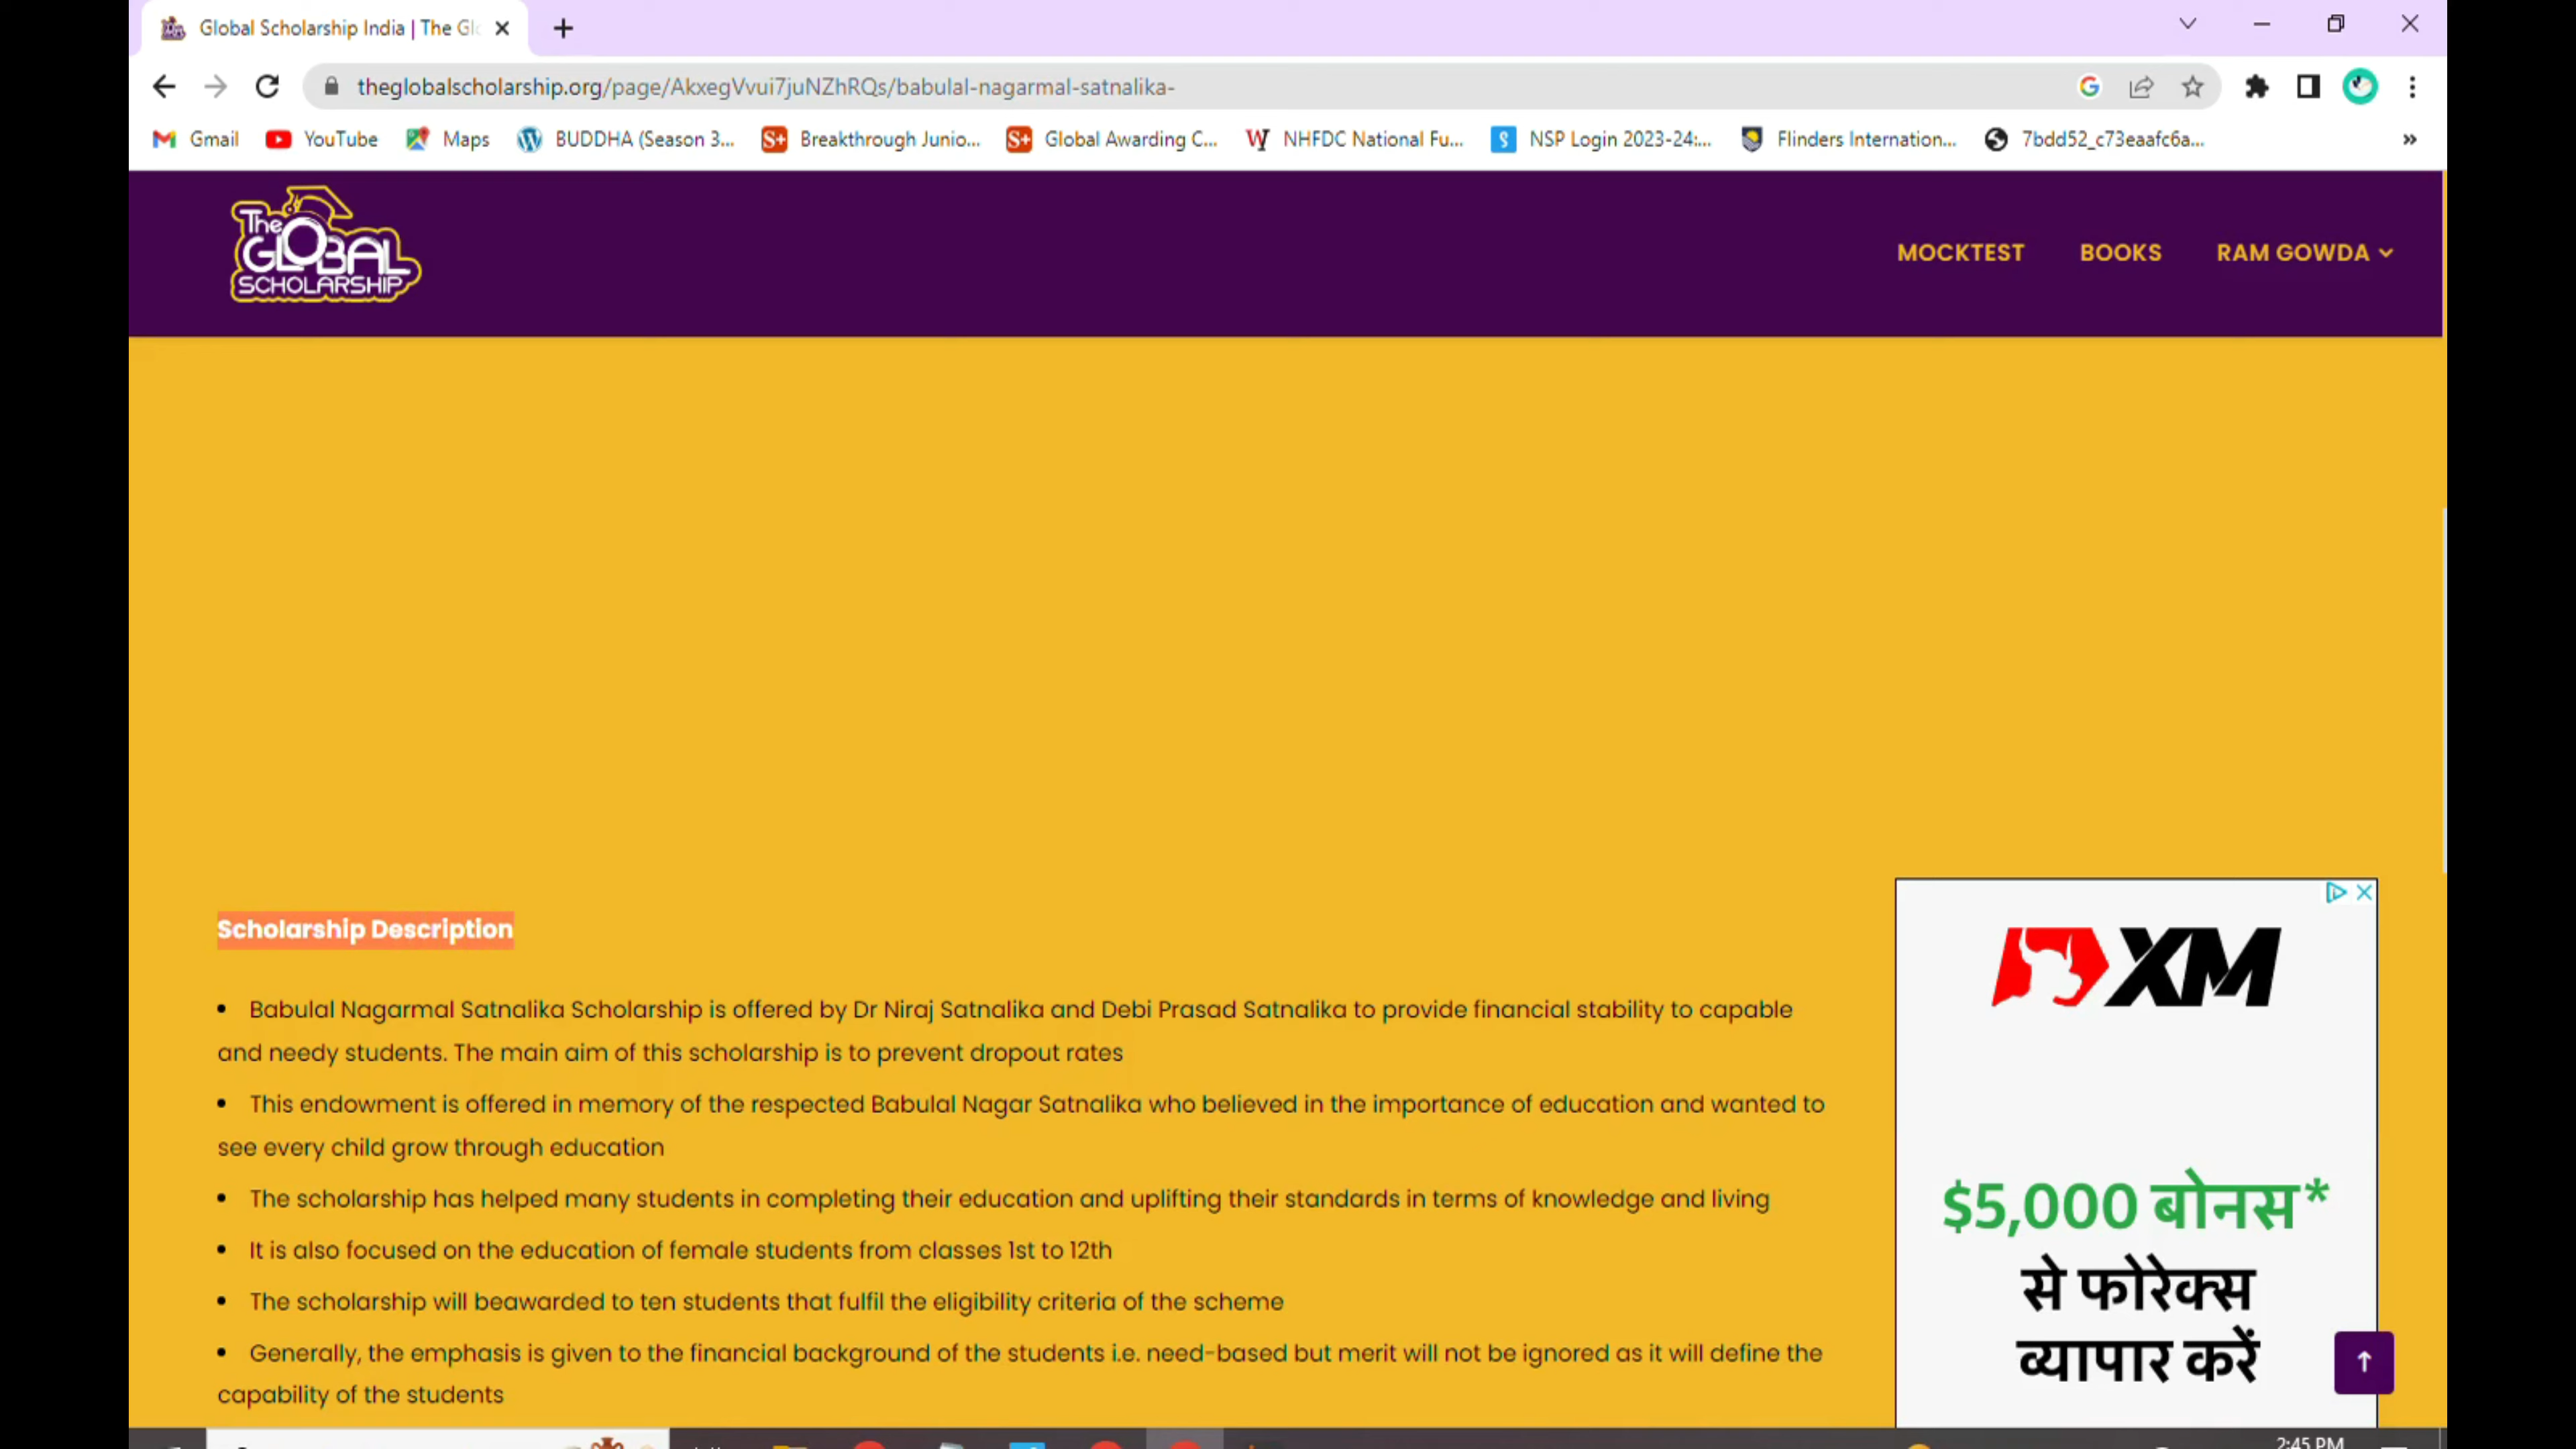 Global Scholarship India | The Glo
theglobalscholarship.org/page/AkxegVvui7juNZhRQs/babulal-nagarmal-satnalika-
Gmail YouTube Maps BUDDHA (Season 3... Breakthrough Junio... Global Awarding C... NHFDC National Fu... NSP Login 2023-24:... Flinders Internation... 7bdd52_c73eaafc6a... »
The
GLOBAL
SCHOLARSHIP
MOCKTEST BOOKS RAM GOWDA
Scholarship Description
• Babulal Nagarmal Satnalika Scholarship is offered by Dr Niraj Satnalika and Debi Prasad Satnalika to provide financial stability to capable
and needy students. The main aim of this scholarship is to prevent dropout rates
• This endowment is offered in memory of the respected Babulal Nagar Satnalika who believed in the importance of education and wanted to
see every child grow through education
• The scholarship has helped many students in completing their education and uplifting their standards in terms of knowledge and living
• It is also focused on the education of female students from classes 1st to 12th
• The scholarship will beawarded to ten students that fulfil the eligibility criteria of the scheme
• Generally, the emphasis is given to the financial background of the students i.e. need-based but merit will not be ignored as it will define the
capability of the students
XM
$5,000 बोनस*
से फोरेक्स
व्यापार करें
2:45 PM